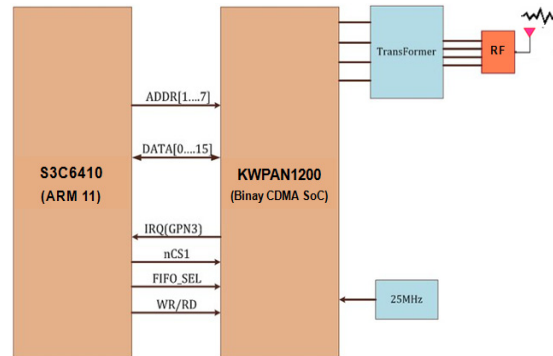 TransFormer
RF
ADDR[1....7]
DATA[0....15]
S3C6410
(ARM 11)
KWPAN1200
(Binay CDMA SoC)
IRQ(GPN3)
nCS1
FIFO_SEL
WR/RD
25MHz